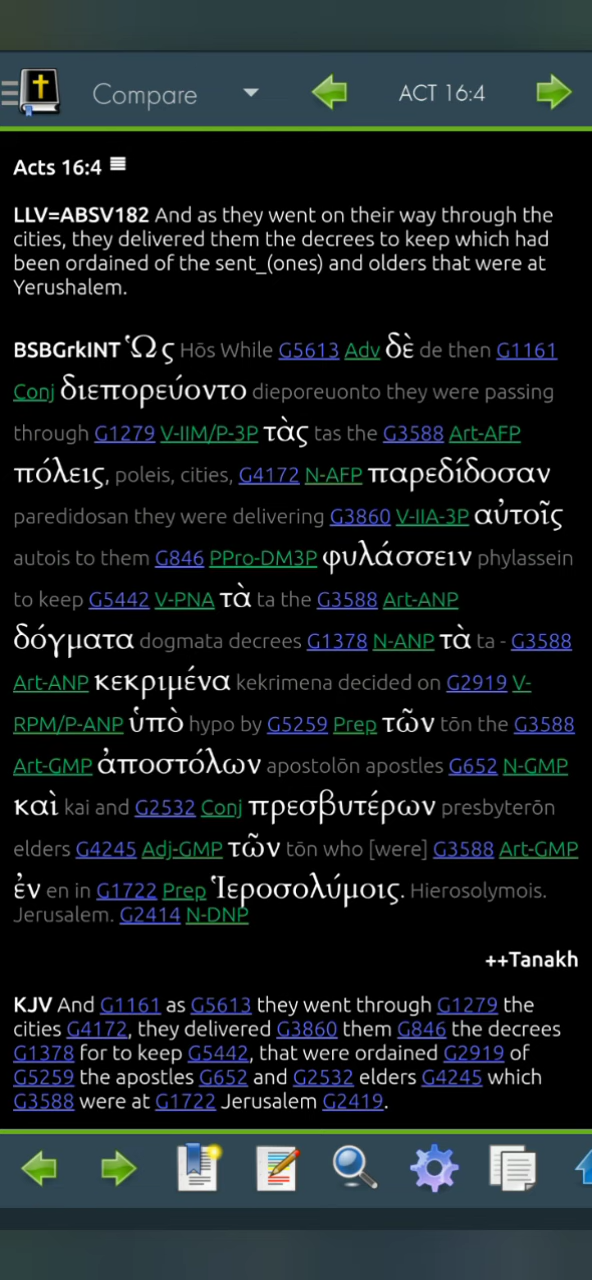 Compare
ACT 16:4
Acts 16:4
LLV=ABSV182 And as they went on their way through the
cities, they delivered them the decrees to keep which had
been ordained of the sent_(ones) and olders that were at
Yerushalem.
BSBGrkINT Ὡς Hōs While G5613 Adv δὲ de then G1161
Conj διεπορεύοντο dieporeuonto they were passing
through G1279 V-IIM/P-3P τὰς tas the G3588 Art-AFP
πόλεις, poleis, cities, G4172 N-AFP παρεδίδοσαν
paredidosan they were delivering G3860 V-IIA-3P αὐτοῖς
autois to them G846 PPro-DM3P φυλάσσειν phylassein
to keep G5442 V-PNA τὰ ta the G3588 Art-ANP
δόγματα dogmata decrees G1378 N-ANP τὰ ta - G3588
Art-ANP κεκριμένα kekrimena decided on G2919 V-
RPM/P-ANP ὑπὸ hypo by G5259 Prep τῶν tōn the G3588
Art-GMP ἀποστόλων apostolōn apostles G652 N-GMP
καὶ kai and G2532 Conj πρεσβυτέρων presbyterōn
elders G4245 Adj-GMP τῶν tōn who [were] G3588 Art-GMP
ἐν en in G1722 Prep Ἱεροσολύμοις. Hierosolymois.
Jerusalem. G2414 N-DNP
++Tanakh
KJV And G1161 as G5613 they went through G1279 the
cities G4172, they delivered G3860 them G846 the decrees
G1378 for to keep G5442, that were ordained G2919 of
G5259 the apostles G652 and G2532 elders G4245 which
G3588 were at G1722 Jerusalem G2419.